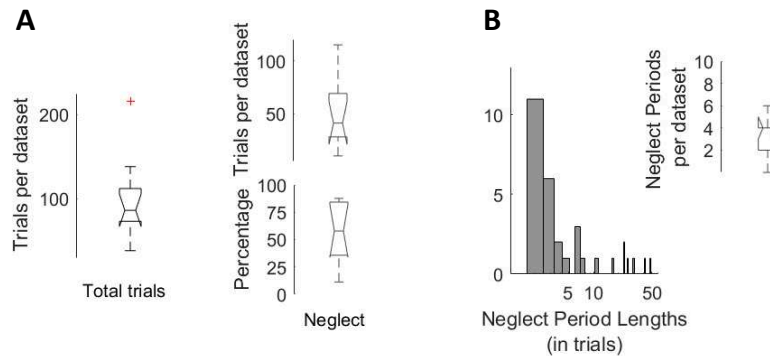 A
Trials per dataset
200
100
Total trials
Trials per dataset
100
50
Percentage
100
75
50
25
0
Neglect
B
10
5
0
5 10 50
Neglect Period Lengths
(in trials)
Neglect Periods
per dataset
10
8
6
4
2